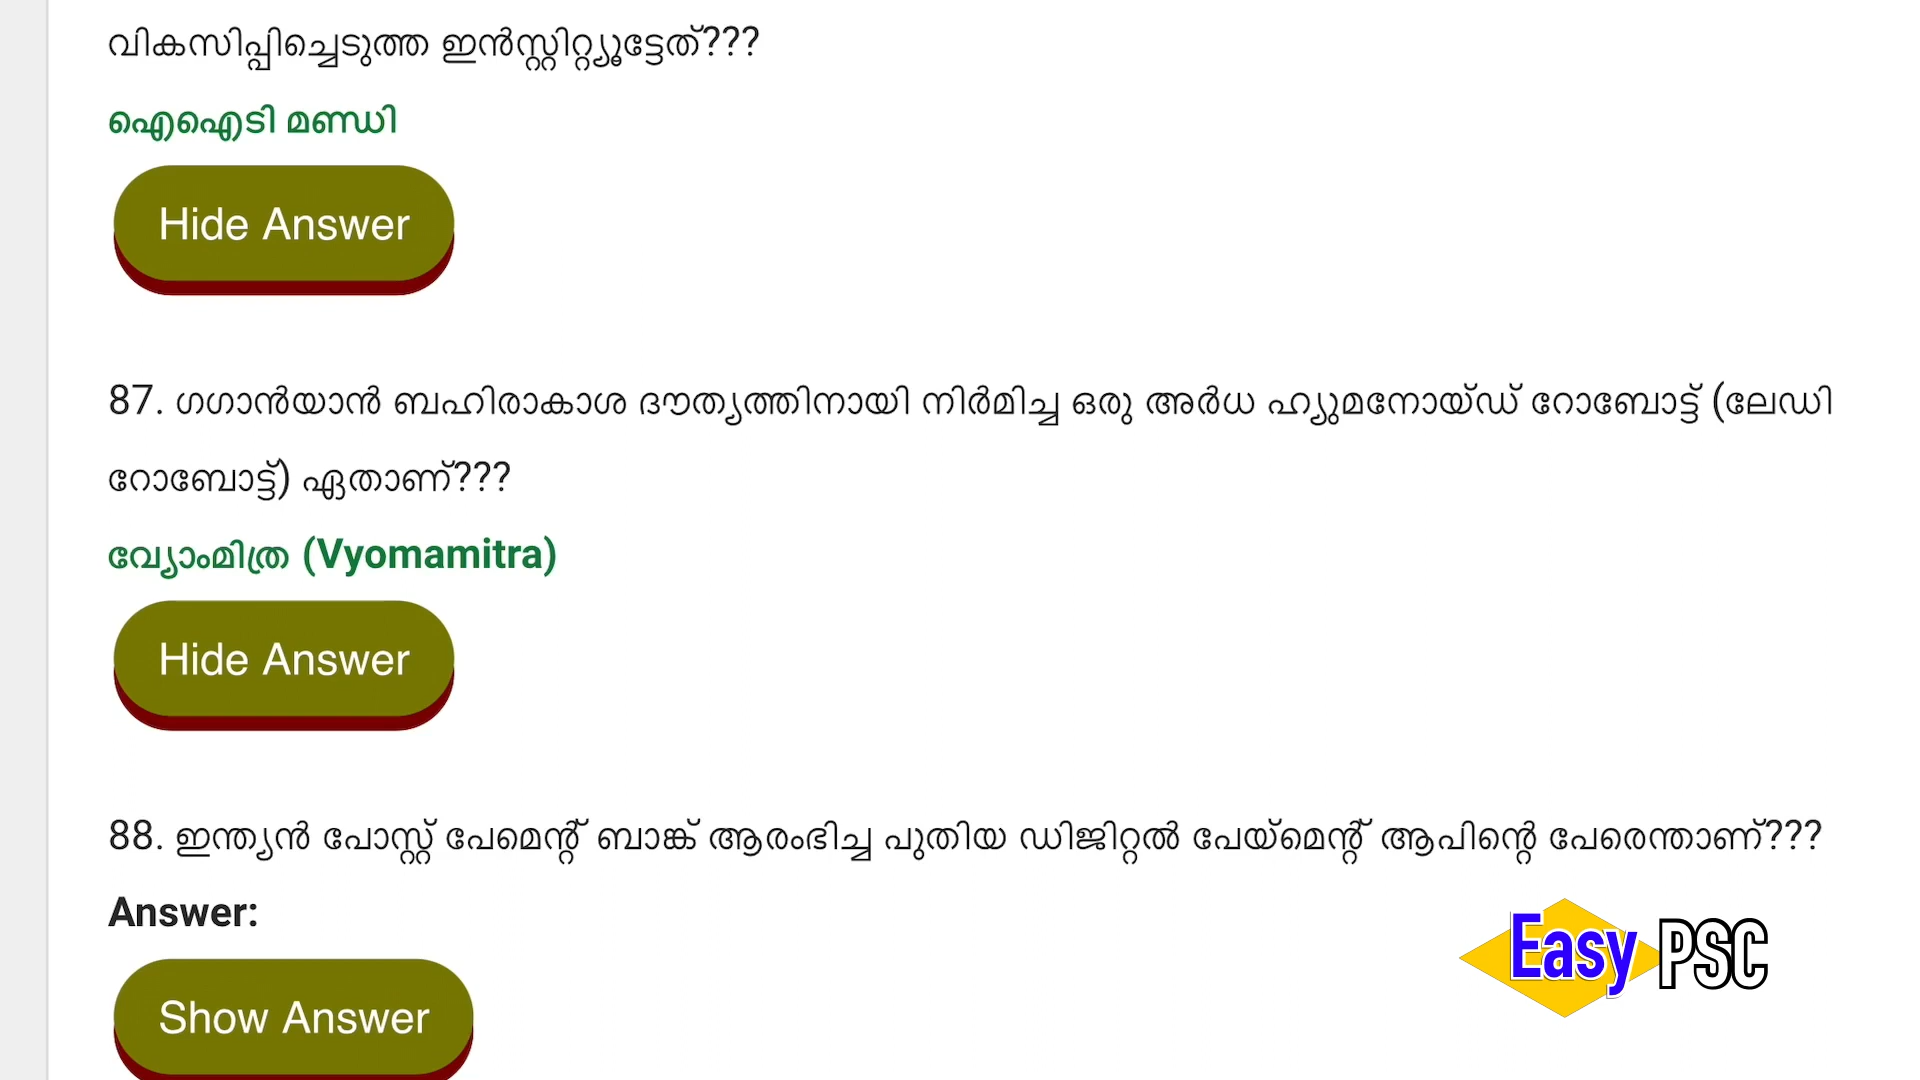 വികസിപ്പിച്ചെടുത്ത ഇൻസ്റ്റിറ്റ്യൂട്ടേത്???
ഐഐടി മണ്ഡി
Hide Answer
87. ഗഗാൻയാൻ ബഹിരാകാശ ദൗത്യത്തിനായി നിർമിച്ച ഒരു അർധ ഹ്യുമനോയ്ഡ് റോബോട്ട് (ലേഡി
റോബോട്ട്) ഏതാണ്???
വ്യോംമിത്ര (Vyomamitra)
Hide Answer
88. ഇന്ത്യൻ പോസ്റ്റ് പേമെന്റ് ബാങ്ക് ആരംഭിച്ച പുതിയ ഡിജിറ്റൽ പേയ്മെന്റ് ആപിന്റെ പേരെന്താണ്???
Answer:
Show Answer
Easy PSC